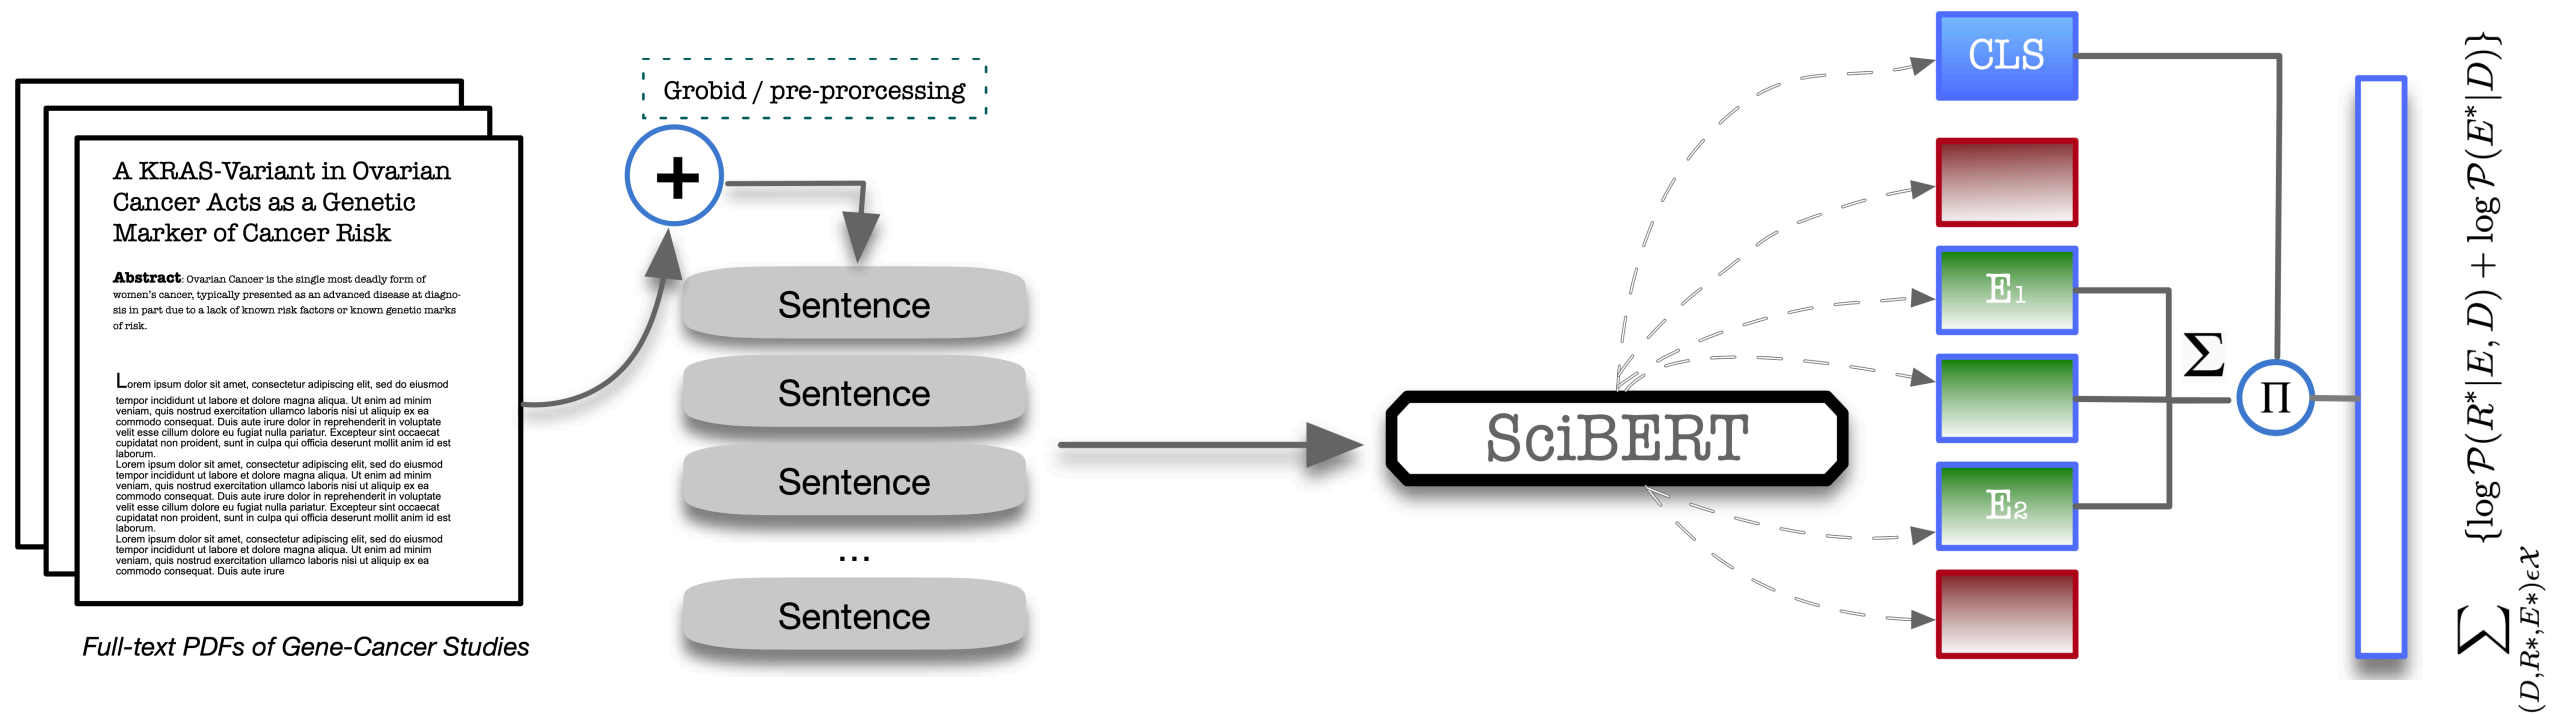 A KRAS-Variant in Ovarian
Cancer Acts as a Genetic
Marker of Cancer Risk
Abstract: Ovarian Cancer is the single most deadly form of
women's cancer, typically presented as an advanced disease at diagno-
sis in part due to a lack of known risk factors or known genetic marks
of risk.
Lorem ipsum dolor sit amet, consectetur adipiscing elit, sed do eiusmod
tempor incididunt ut labore et dolore magna aliqua. Ut enim ad minim
veniam, quis nostrud exercitation ullamco laboris nisi ut aliquip ex ea
commodo consequat. Duis aute irure dolor in reprehenderit in voluptate
velit esse cillum dolore eu fugiat nulla pariatur. Excepteur sint occaecat
cupidatat non proident, sunt in culpa qui officia deserunt mollit anim id est
laborum.
Lorem ipsum dolor sit amet, consectetur adipiscing elit, sed do eiusmod
tempor incididunt ut labore et dolore magna aliqua. Ut enim ad minim
veniam, quis nostrud exercitation ullamco laboris nisi ut aliquip ex ea
commodo consequat. Duis aute irure dolor in reprehenderit in voluptate
velit esse cillum dolore eu fugiat nulla pariatur. Excepteur sint occaecat
cupidatat non proident, sunt in culpa qui officia deserunt mollit anim id est
laborum.
Lorem ipsum dolor sit amet, consectetur adipiscing elit, sed do eiusmod
tempor incididunt ut labore et dolore magna aliqua. Ut enim ad minim
veniam, quis nostrud exercitation ullamco laboris nisi ut aliquip ex ea
commodo consequat. Duis aute irure
Full-text PDFs of Gene-Cancer Studies
Grobid / pre-prorcessing
+
Sentence
Sentence
Sentence
...
Sentence
SciBERT
CLS
E1
E2
Σ
Π
∑(D,R*,E*)ϵ𝒳 {log 𝒫(R*|E, D) + log 𝒫(E*|D)}